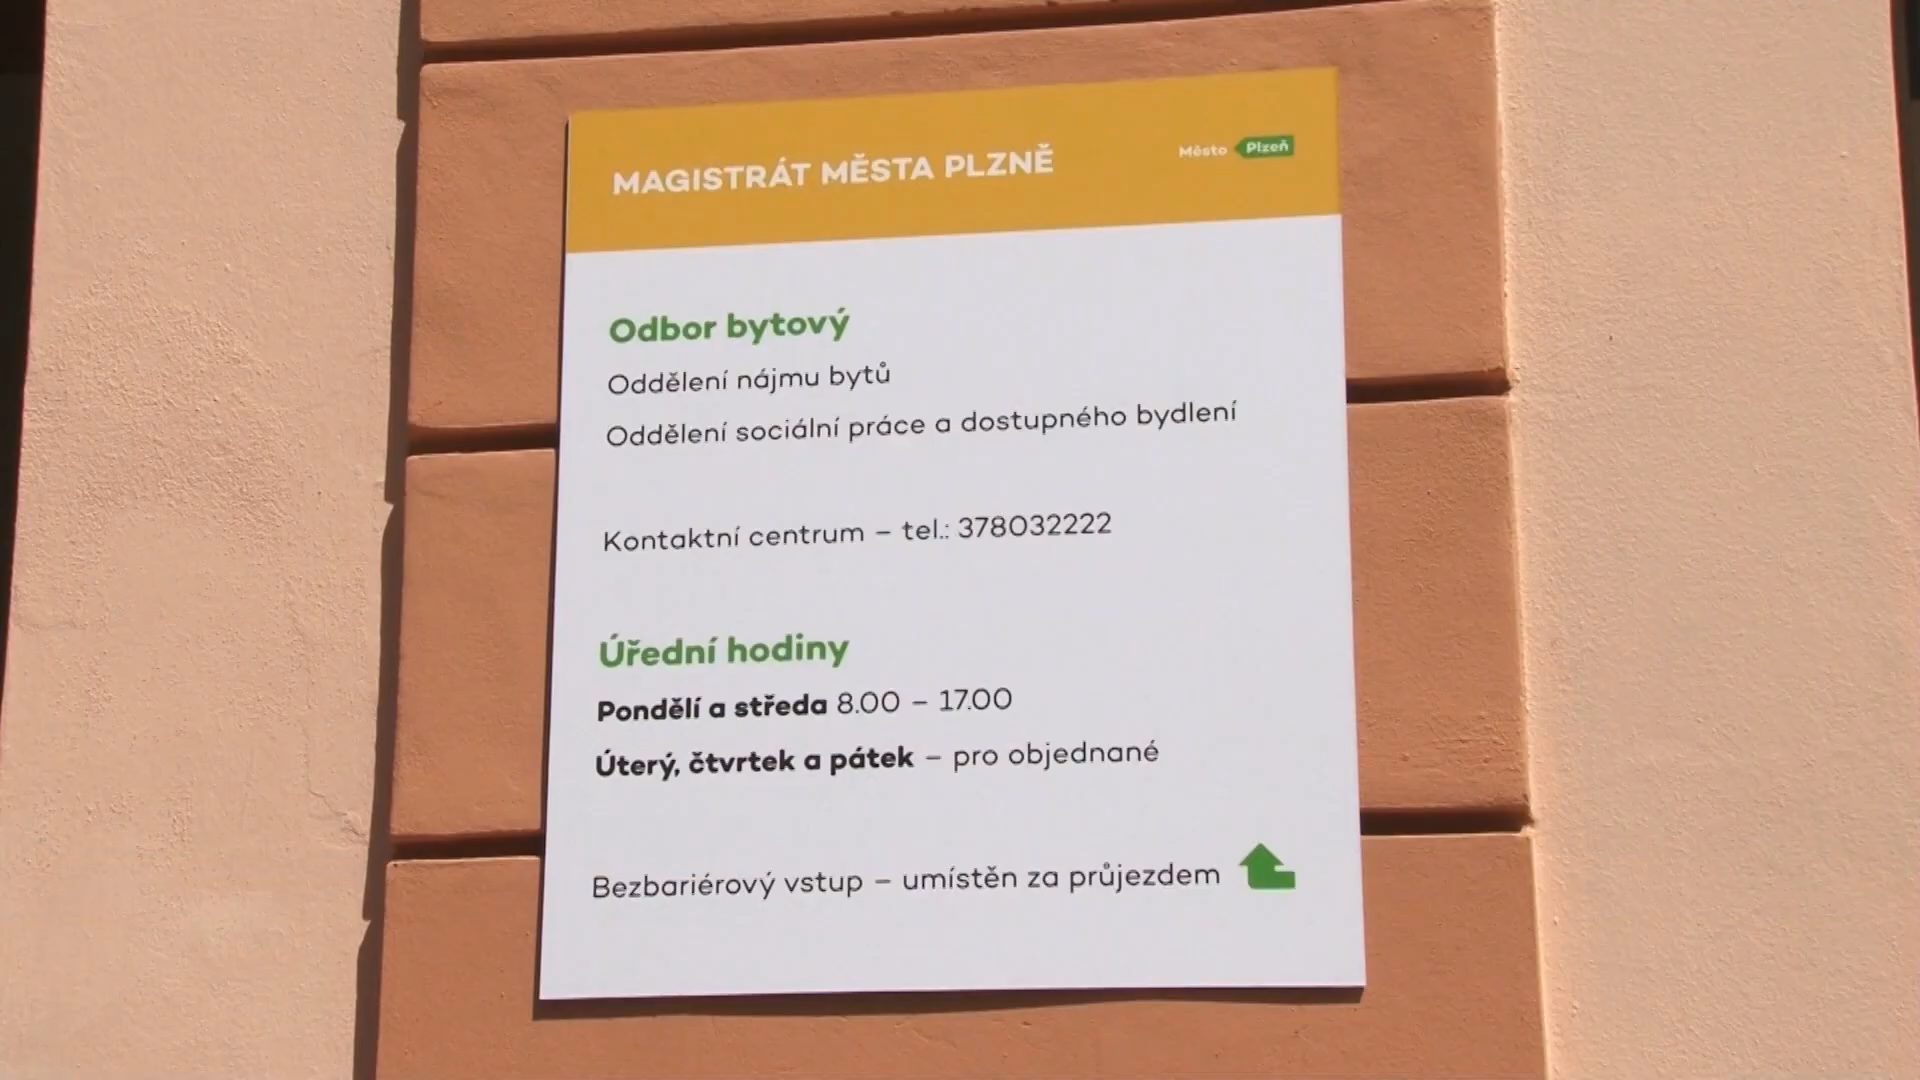 MAGISTRÁT MĚSTA PLZNĚ
Město Plzeň
Odbor bytový
Oddělení nájmu bytů
Oddělení sociální práce a dostupného bydlení
Kontaktní centrum – tel.: 378032222
Úřední hodiny
Pondělí a středa 8.00 – 17.00
Úterý, čtvrtek a pátek – pro objednané
Bezbariérový vstup – umístěn za průjezdem